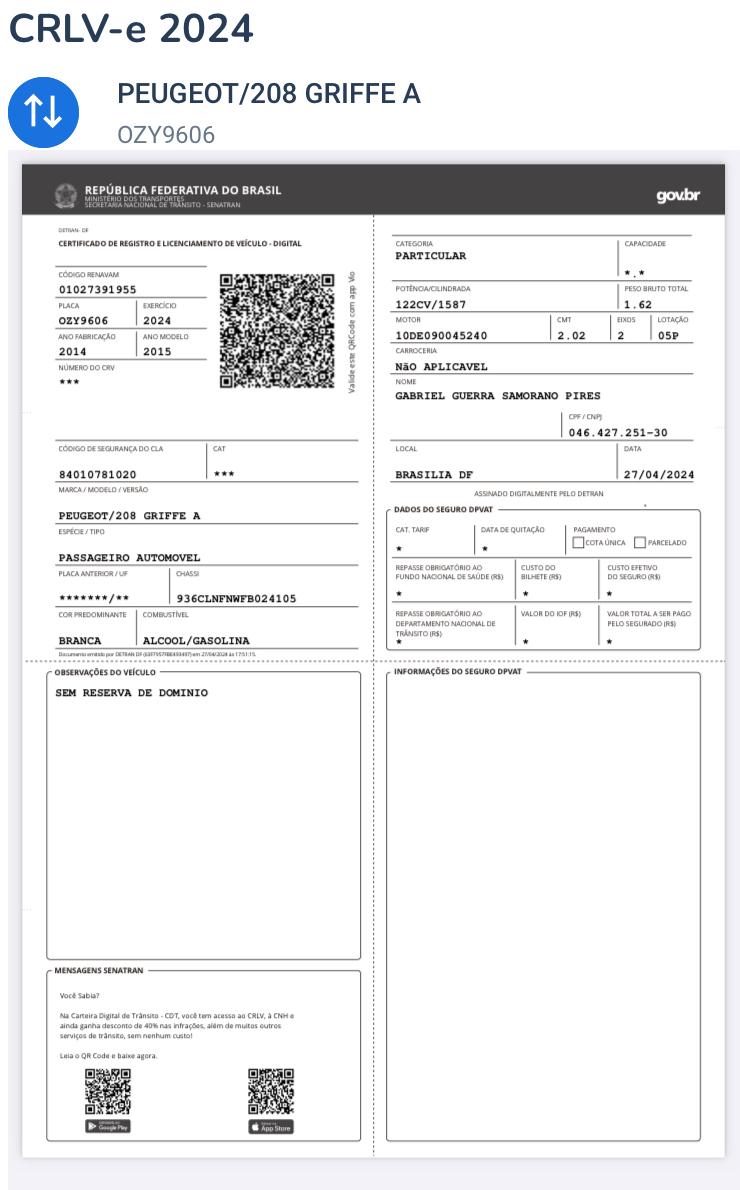 CRLV-e 2024
PEUGEOT/208 GRIFFE A
OZY9606
REPÚBLICA FEDERATIVA DO BRASIL
MINISTÉRIO DOS TRANSPORTES
SECRETARIA NACIONAL DE TRÂNSITO - SENATRAN
gov.br
DETRAN- DF
CERTIFICADO DE REGISTRO E LICENCIAMENTO DE VEÍCULO - DIGITAL
CÓDIGO RENAVAM
01027391955
PLACA EXERCÍCIO
OZY9606 2024
ANO FABRICAÇÃO ANO MODELO
2014 2015
NÚMERO DO CRV
***
Valide este QRCode com app Vio
CÓDIGO DE SEGURANÇA DO CLA CAT
84010781020 ***
MARCA / MODELO / VERSÃO
PEUGEOT/208 GRIFFE A
ESPÉCIE / TIPO
PASSAGEIRO AUTOMOVEL
PLACA ANTERIOR / UF CHASSI
*******/** 936CLNFNWFB024105
COR PREDOMINANTE COMBUSTÍVEL
BRANCA ALCOOL/GASOLINA
Documento emitido por DETRAN DF em 27/04/2024 às 17:51:15.
CATEGORIA CAPACIDADE
PARTICULAR
*.*
POTÊNCIA/CILINDRADA PESO BRUTO TOTAL
122CV/1587 1.62
MOTOR CMT EIXOS LOTAÇÃO
10DE090045240 2.02 2 05P
CARROCERIA
NãO APLICAVEL
NOME
GABRIEL GUERRA SAMORANO PIRES
CPF / CNPJ
046.427.251-30
LOCAL DATA
BRASILIA DF 27/04/2024
ASSINADO DIGITALMENTE PELO DETRAN
DADOS DO SEGURO DPVAT
CAT. TARIF DATA DE QUITAÇÃO PAGAMENTO
* * COTA ÚNICA PARCELADO
REPASSE OBRIGATÓRIO AO CUSTO DO CUSTO EFETIVO
FUNDO NACIONAL DE SAÚDE (R$) BILHETE (R$) DO SEGURO (R$)
* * *
REPASSE OBRIGATÓRIO AO VALOR DO IOF (R$) VALOR TOTAL A SER PAGO
DEPARTAMENTO NACIONAL DE PELO SEGURADO (R$)
TRÂNSITO (R$)
* * *
OBSERVAÇÕES DO VEÍCULO
SEM RESERVA DE DOMINIO
INFORMAÇÕES DO SEGURO DPVAT
MENSAGENS SENATRAN
Você Sabia?
Na Carteira Digital de Trânsito - CDT, você tem acesso ao CRLV, à CNH e
ainda ganha desconto de 40% nas infrações, além de muitos outros
serviços de trânsito, sem nenhum custo!
Leia o QR Code e baixe agora.
Google Play
App Store